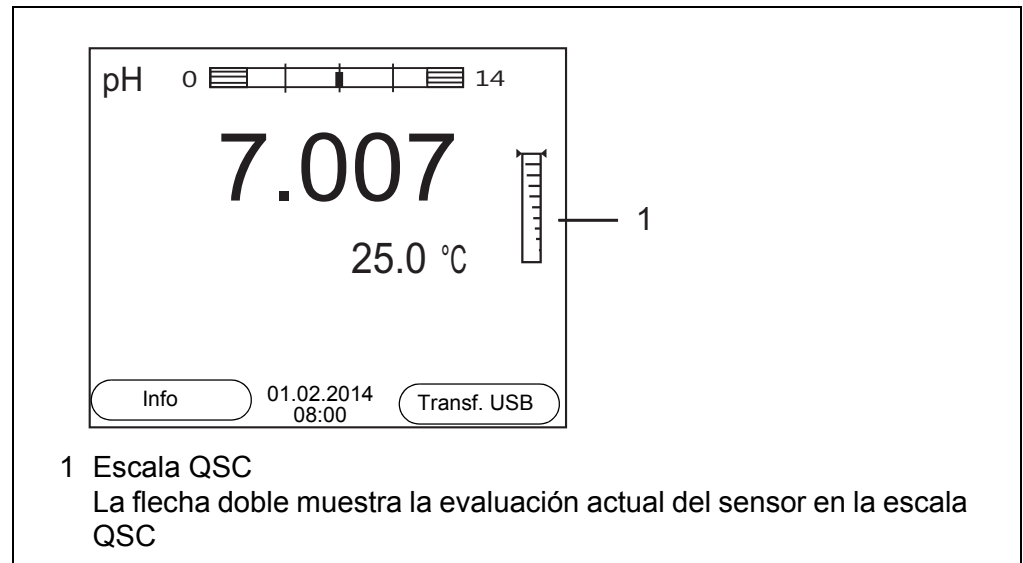 pH 0 14
7.007
1
25.0 °C
Info
01.02.2014
08:00
Transf. USB
1 Escala QSC
La flecha doble muestra la evaluación actual del sensor en la escala
QSC